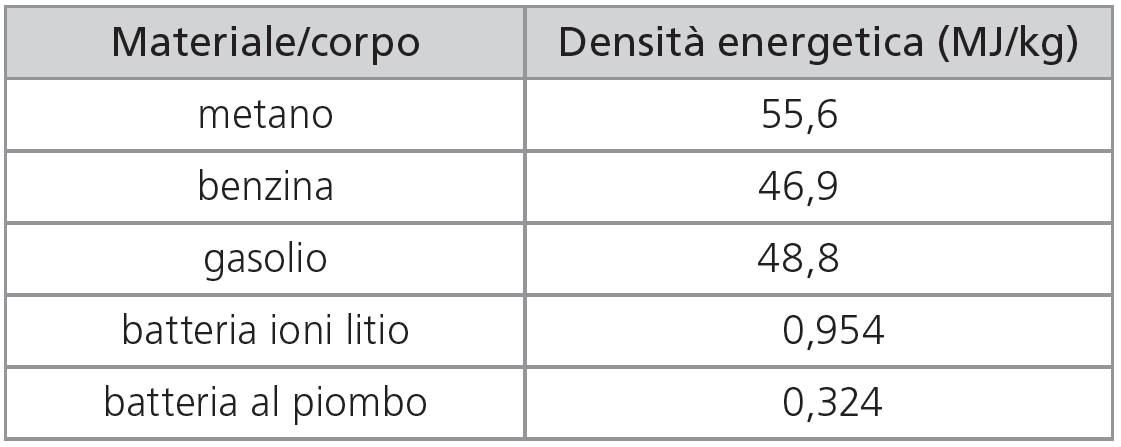 Materiale/corpo Densità energetica (MJ/kg)
metano 55,6
benzina 46,9
gasolio 48,8
batteria ioni litio 0,954
batteria al piombo 0,324